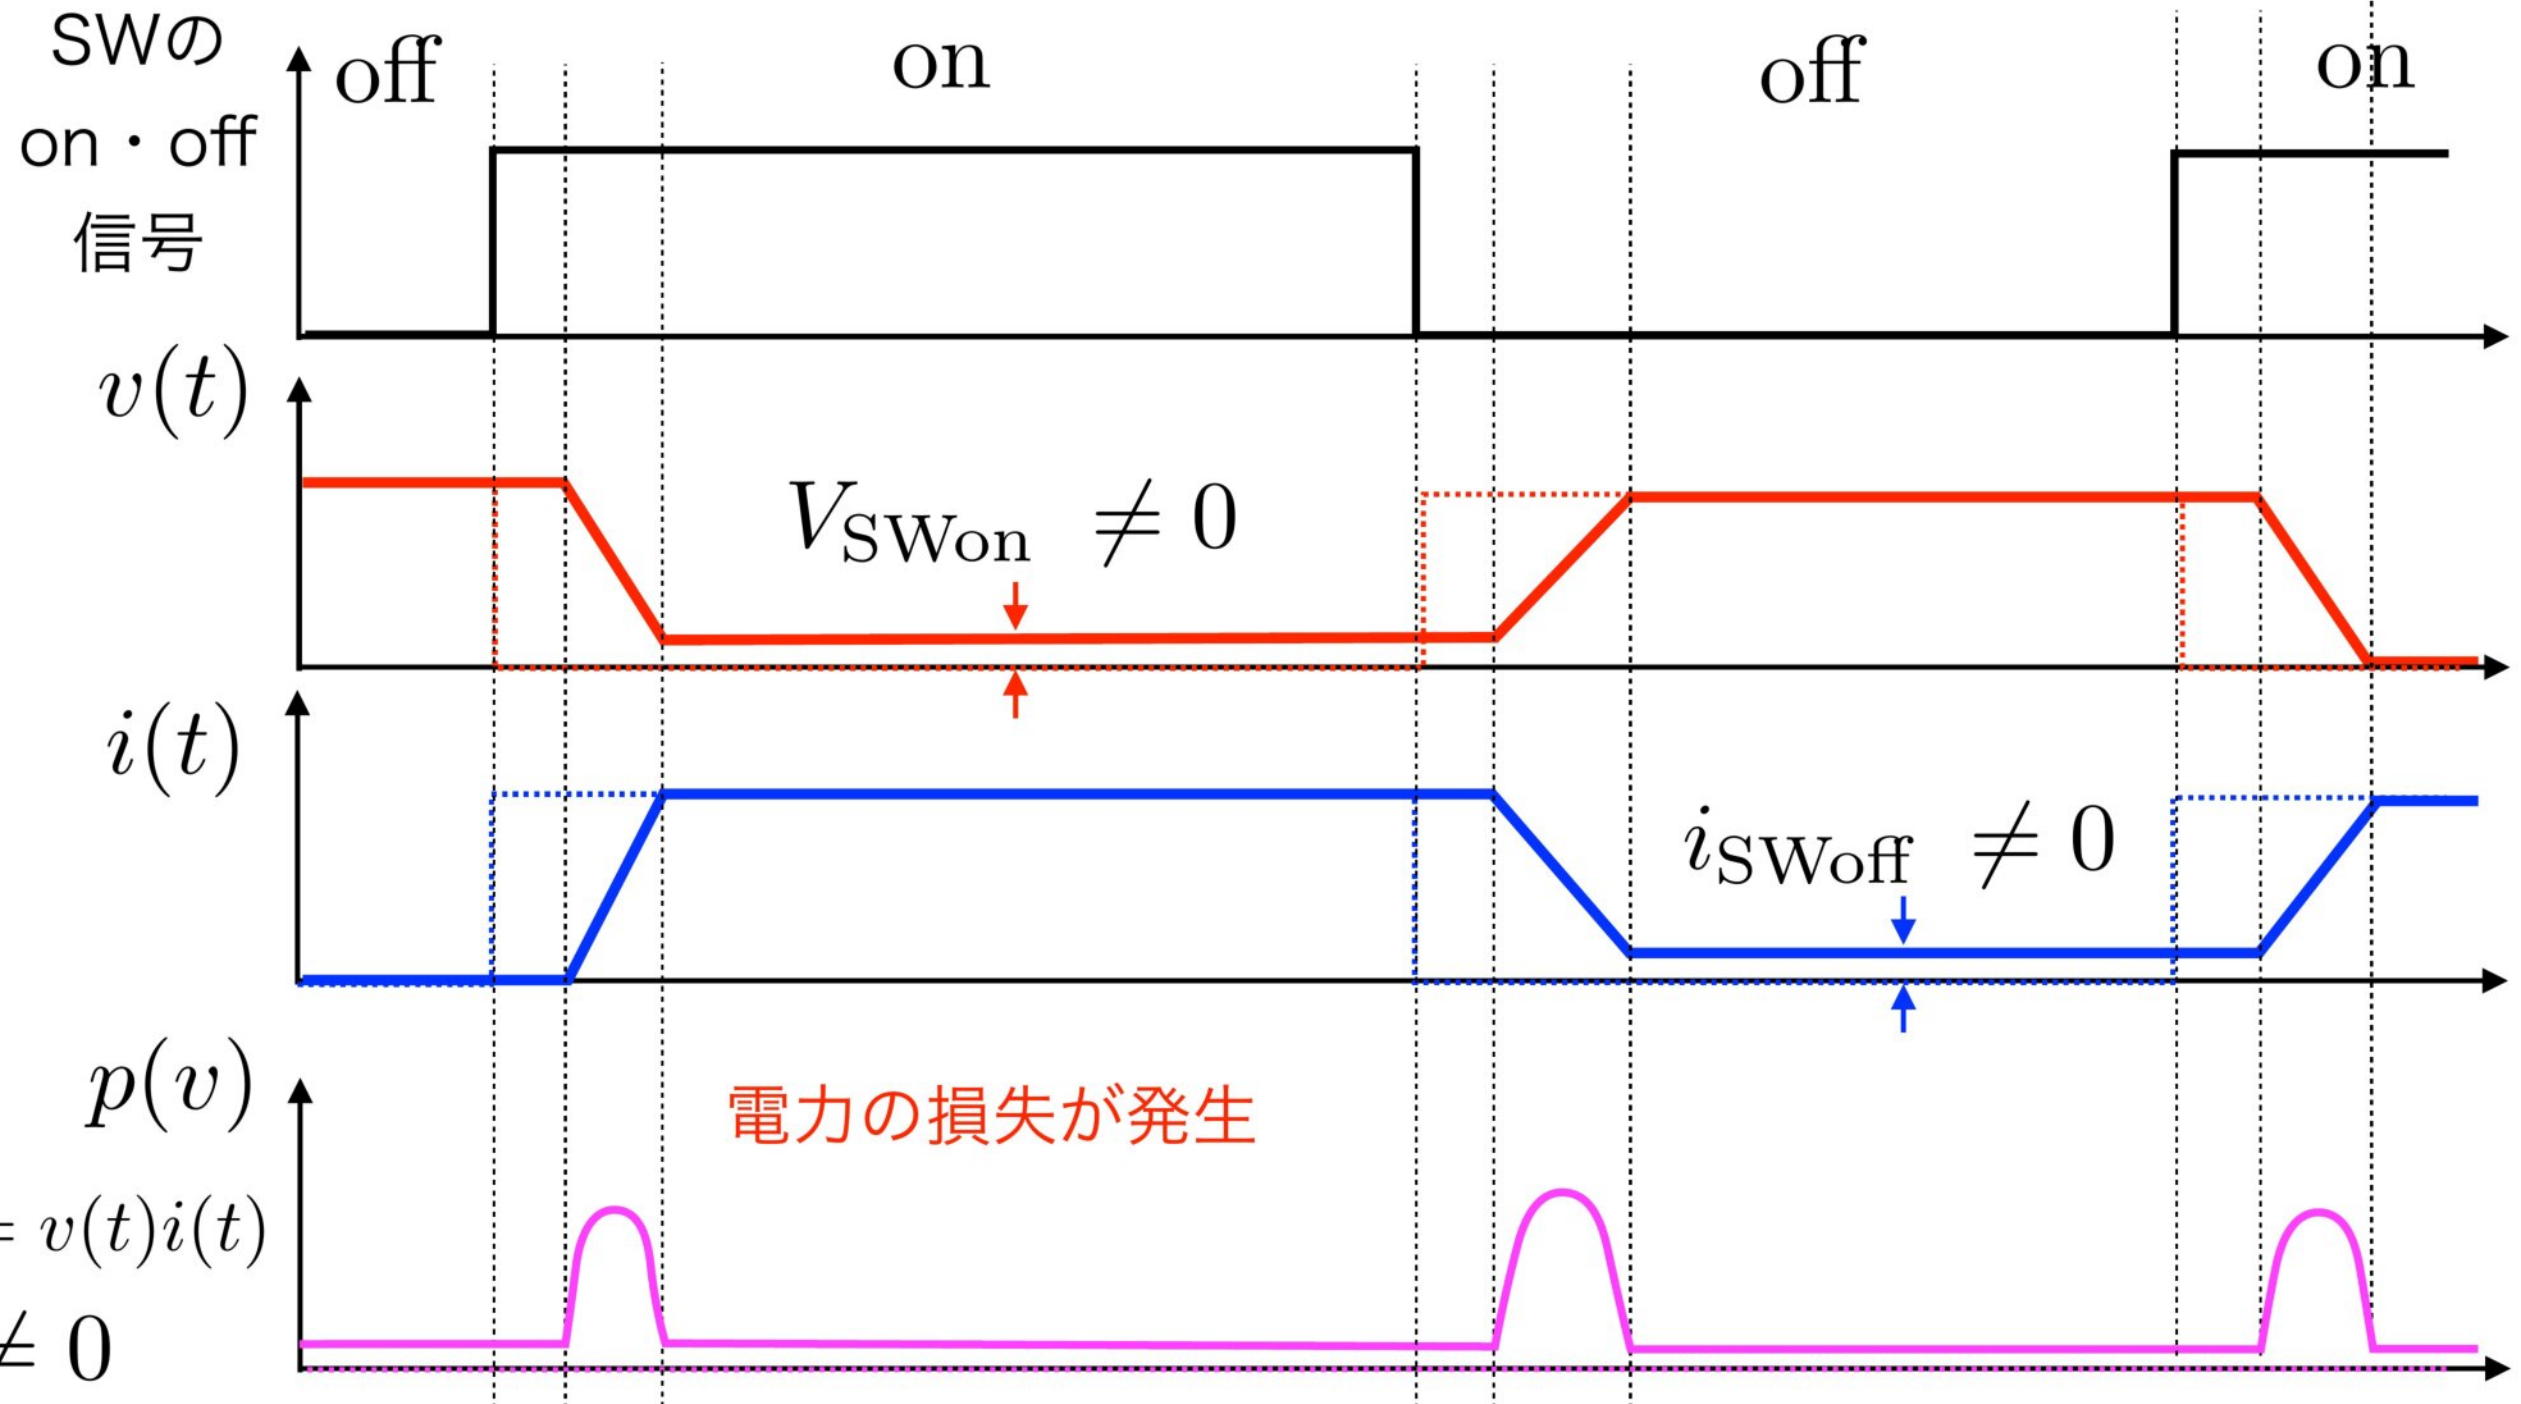 SWの
on・off
信号
off
on
off
on
v(t)
V_SWon ≠ 0
i(t)
i_SWoff ≠ 0
p(v)
電力の損失が発生
= v(t)i(t)
≠ 0